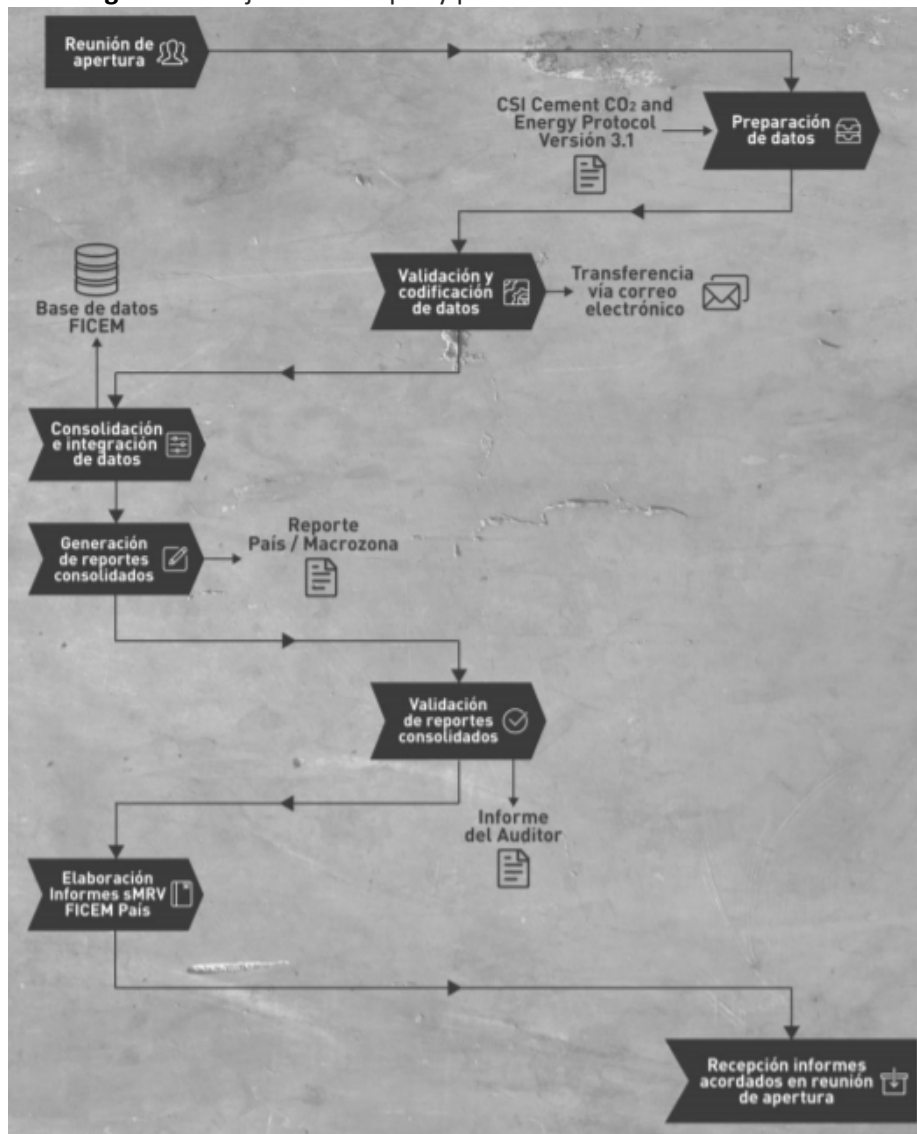 Reunión de
apertura
CSI Cement CO₂ and
Energy Protocol
Versión 3.1
Preparación
de datos
Validación y
codificación
de datos
Transferencia
vía correo
electrónico
Base de datos
FICEM
Consolidación
e integración
de datos
Generación
de reportes
consolidados
Reporte
País / Macrozona
Validación
de reportes
consolidados
Informe
del Auditor
Elaboración
Informes sMRV
FICEM País
Recepción informes
acordados en reunión
de apertura